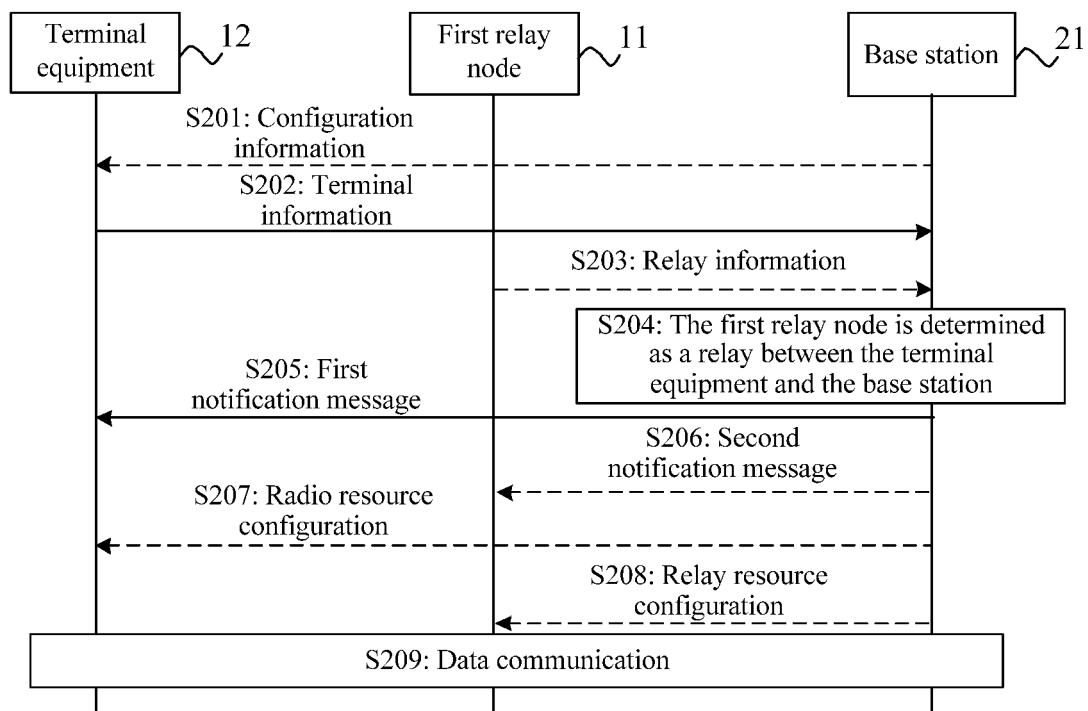 Terminal
equipment
12
First relay
node
11
Base station
21
S201: Configuration
information
S202: Terminal
information
S203: Relay information
S204: The first relay node is determined
as a relay between the terminal
equipment and the base station
S205: First
notification message
S206: Second
notification message
S207: Radio resource
configuration
S208: Relay resource
configuration
S209: Data communication